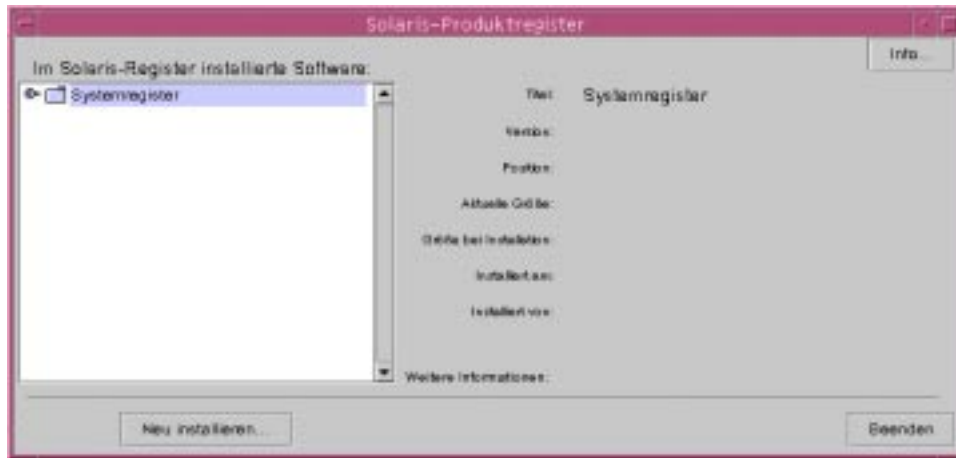 Solaris-Produktregister
Info...
Im Solaris-Register installierte Software:
Systemregister
Titel: Systemregister
Version:
Position:
Aktuelle Größe:
Größe bei Installation:
Installiert am:
Installiert von:
Weitere Informationen:
Neu installieren...
Beenden